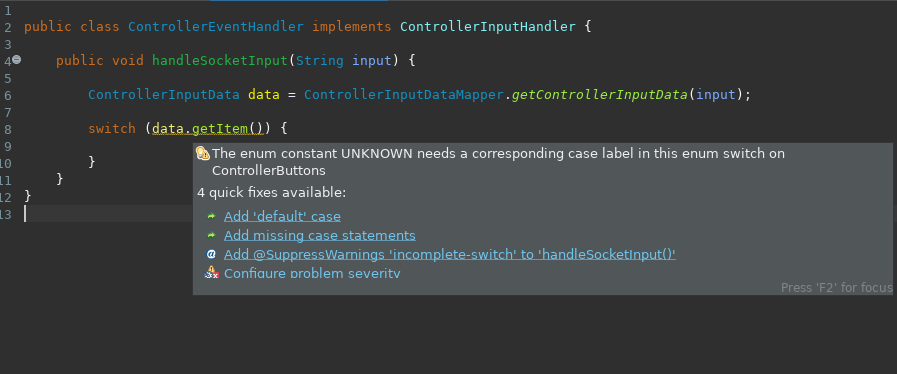 1
2 public class ControllerEventHandler implements ControllerInputHandler {
3
4 public void handleSocketInput(String input) {
5
6 ControllerInputData data = ControllerInputDataMapper.getControllerInputData(input);
7
8 switch (data.getItem()) {
9
10 }
11 }
12 }
13
The enum constant UNKNOWN needs a corresponding case label in this enum switch on
ControllerButtons
4 quick fixes available:
Add 'default' case
Add missing case statements
@ Add @SuppressWarnings 'incomplete-switch' to 'handleSocketInput()'
Configure problem severity
Press 'F2' for focus